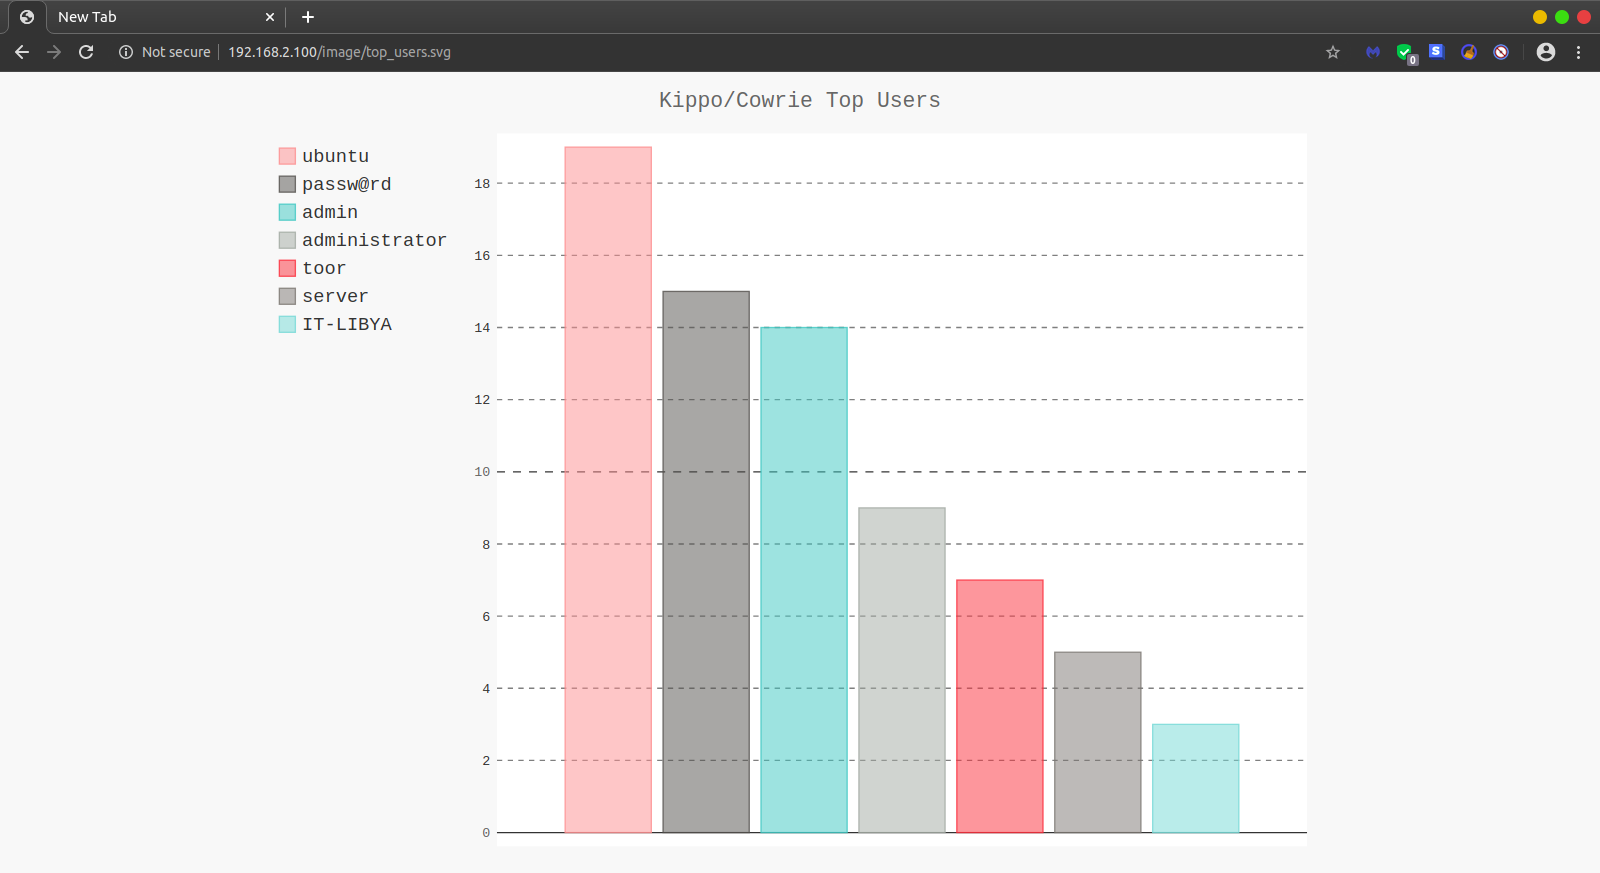 New Tab
Not secure 192.168.2.100/image/top_users.svg
0
S
Kippo/Cowrie Top Users
ubuntu
passw@rd
admin
administrator
toor
server
IT-LIBYA
18
16
14
12
10
8
6
4
2
0